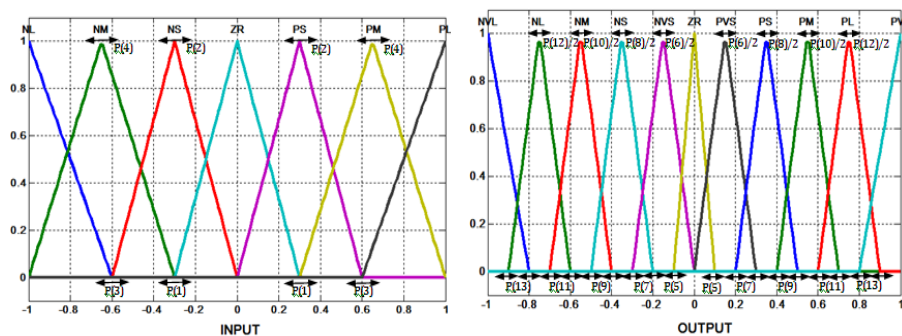 NL NM NS ZR PS PM PL
P(4) P(2) P(2) P(4)
1
0.8
0.6
0.4
0.2
0
P(3) P(1) P(1) P(3)
-1 -0.8 -0.6 -0.4 -0.2 0 0.2 0.4 0.6 0.8 1
INPUT
NVL NL NM NS NVS ZR PVS PS PM PL PV
P(12)/2 P(10)/2 P(8)/2 P(6)/2 P(6)/2 P(8)/2 P(10)/2 P(12)/2
1
0.8
0.6
0.4
0.2
0
P(13) P(11) P(9) P(7) P(5) P(5) P(7) P(9) P(11) P(13)
-1 -0.8 -0.6 -0.4 -0.2 0 0.2 0.4 0.6 0.8 1
OUTPUT